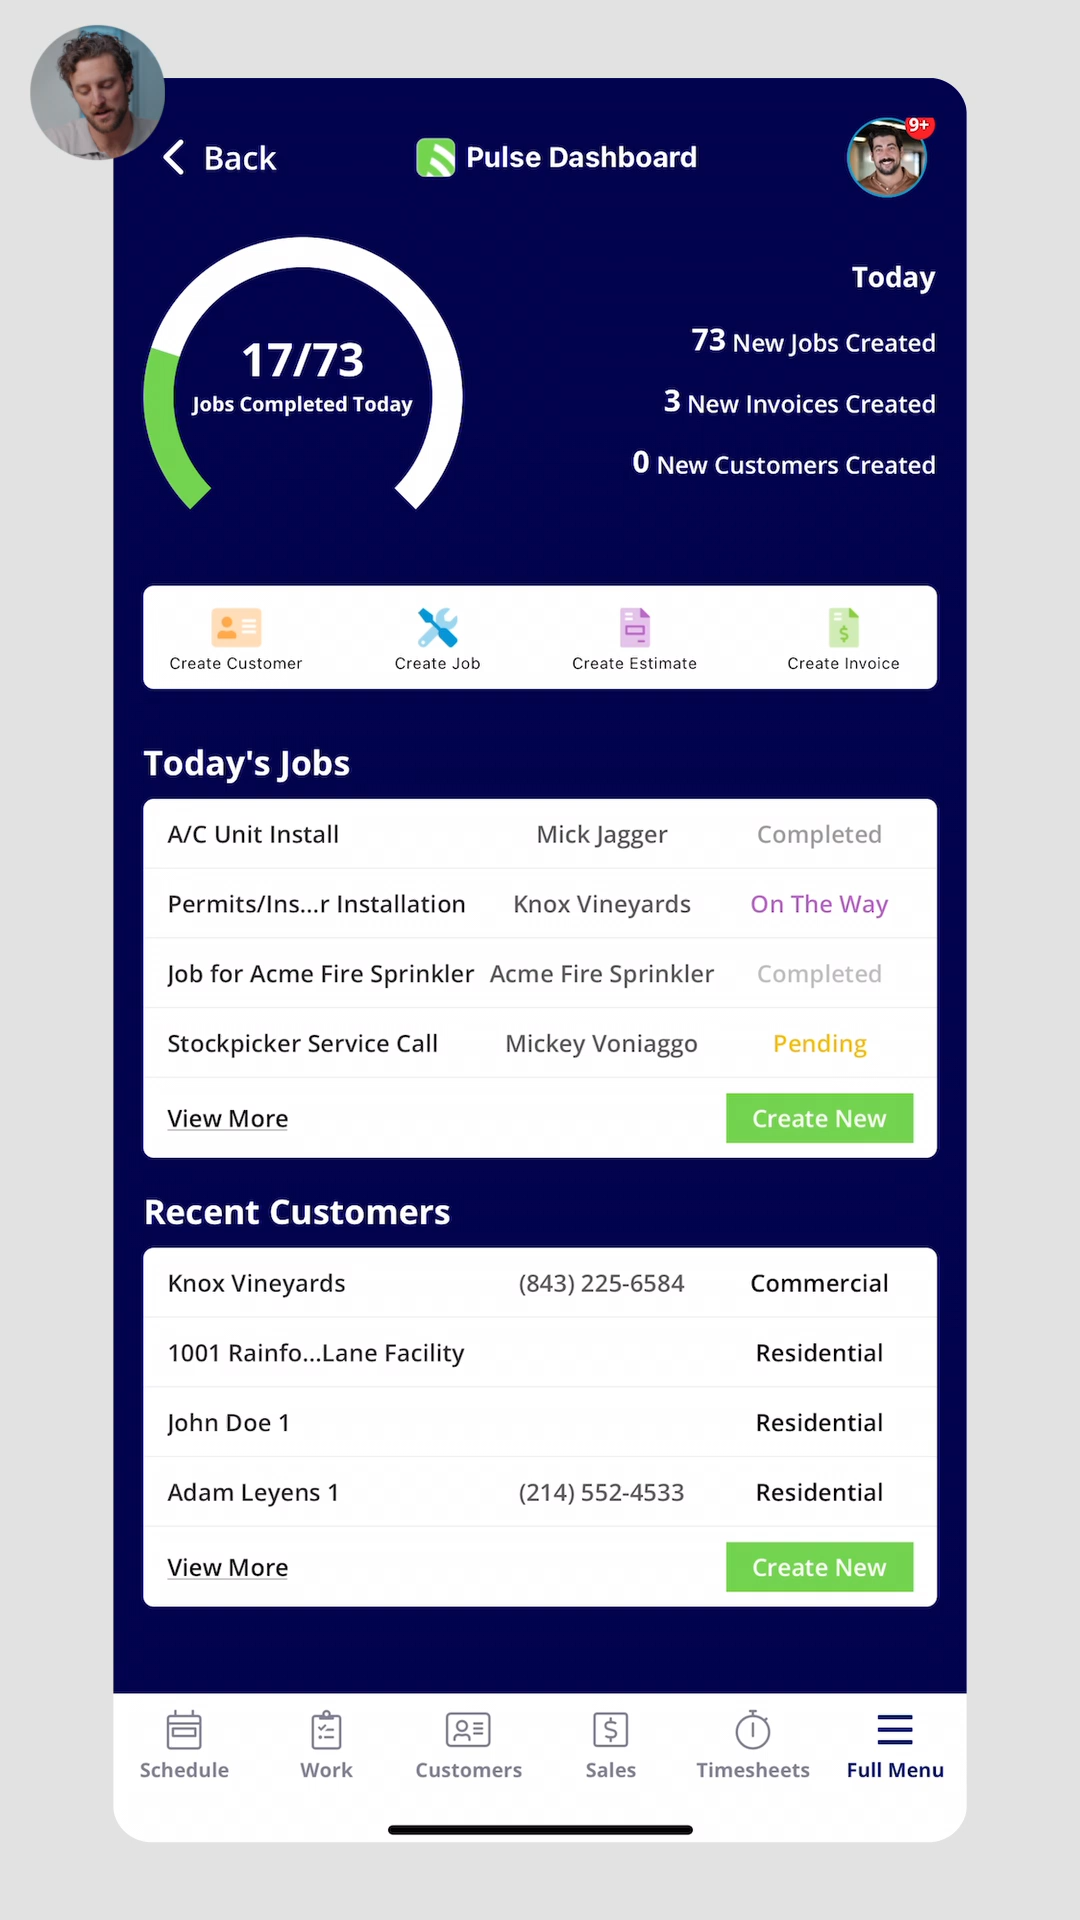 Back
Pulse Dashboard
9+
17/73
Jobs Completed Today
Today
73 New Jobs Created
3 New Invoices Created
0 New Customers Created
Create Customer
Create Job
Create Estimate
Create Invoice
Today's Jobs
A/C Unit Install Mick Jagger Completed
Permits/Ins...r Installation Knox Vineyards On The Way
Job for Acme Fire Sprinkler Acme Fire Sprinkler Completed
Stockpicker Service Call Mickey Voniaggo Pending
View More Create New
Recent Customers
Knox Vineyards (843) 225-6584 Commercial
1001 Rainfo...Lane Facility Residential
John Doe 1 Residential
Adam Leyens 1 (214) 552-4533 Residential
View More Create New
Schedule Work Customers Sales Timesheets Full Menu